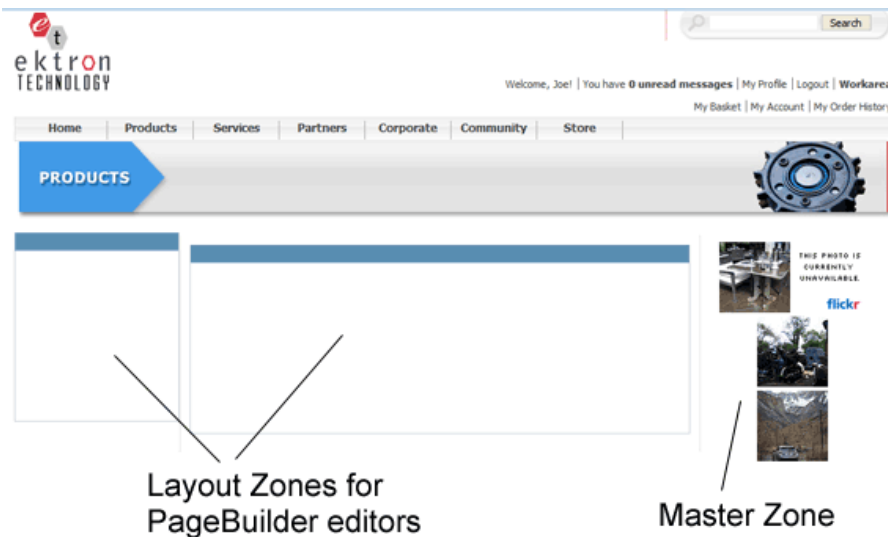 et
ektron
TECHNOLOGY
Search
Welcome, Joe! | You have 0 unread messages | My Profile | Logout | Workarea
My Basket | My Account | My Order History
Home Products Services Partners Corporate Community Store
PRODUCTS
THIS PHOTO IS
CURRENTLY
UNAVAILABLE.
flickr
Layout Zones for
PageBuilder editors
Master Zone